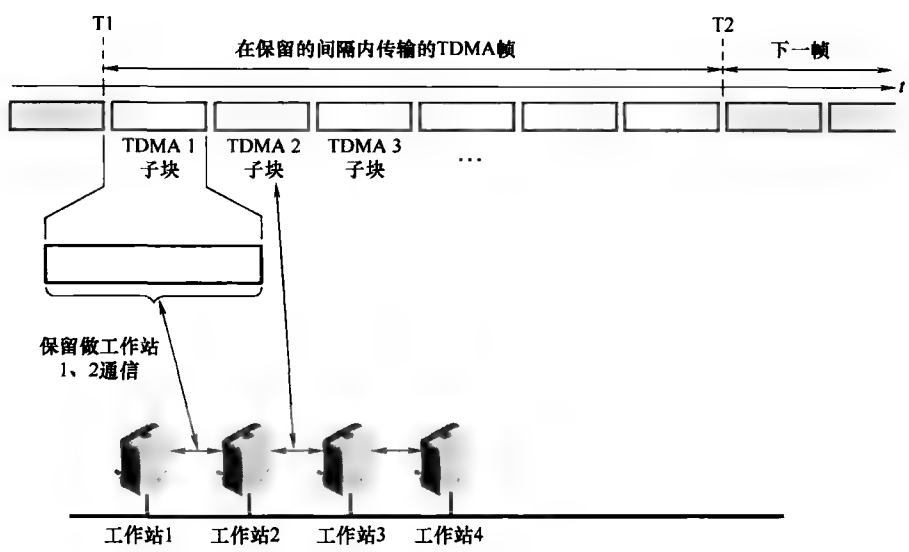 T1
T2
在保留的间隔内传输的TDMA帧
下一帧
t
TDMA 1
子块
TDMA 2
子块
TDMA 3
子块
...
保留做工作站
1、2通信
工作站1
工作站2
工作站3
工作站4